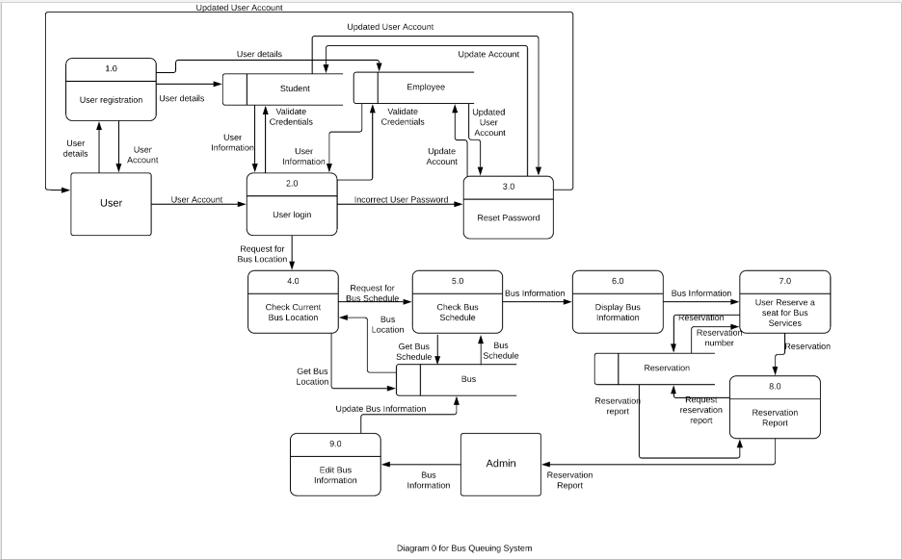 Updated User Account
Updated User Account
User details
Update Account
1.0
User registration
User details
Student
Employee
Validate
Credentials
Validate
Credentials
Updated
User
Account
User
details
User
Account
User
Information
User
Information
Update
Account
User
User Account
2.0
User login
Incorrect User Password
3.0
Reset Password
Request for
Bus Location
4.0
Check Current
Bus Location
Request for
Bus Schedule
5.0
Check Bus
Schedule
Bus Information
6.0
Display Bus
Information
Bus Information
7.0
User Reserve a
seat for Bus
Services
Bus
Location
Get Bus
Schedule
Bus
Schedule
Reservation
Reservation
number
Reservation
Get Bus
Location
Bus
Reservation
8.0
Reservation
Report
Reservation
report
Request
reservation
report
Update Bus Information
9.0
Edit Bus
Information
Bus
Information
Admin
Reservation
Report
Diagram 0 for Bus Queuing System